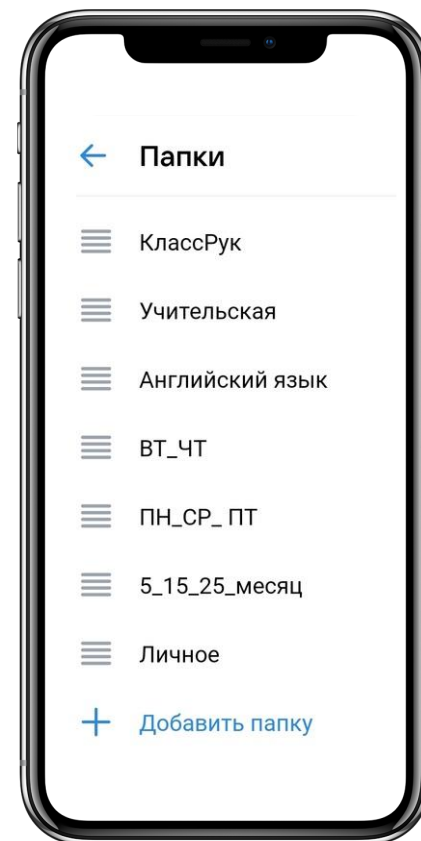 Папки
КлассРук
Учительская
Английский язык
ВТ_ЧТ
ПН_СР_ ПТ
5_15_25_месяц
Личное
Добавить папку